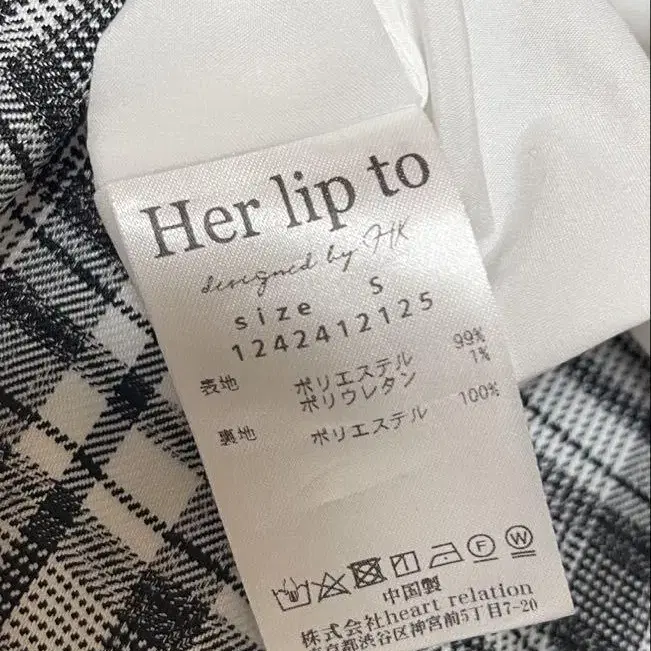 Her lip to
designed by HK
size S
1242412125
表地 ポリエステル 99%
ポリウレタン 1%
裏地 ポリエステル 100%
F W
中国製
株式会社heart relation
東京都渋谷区神宮前5丁目7-20